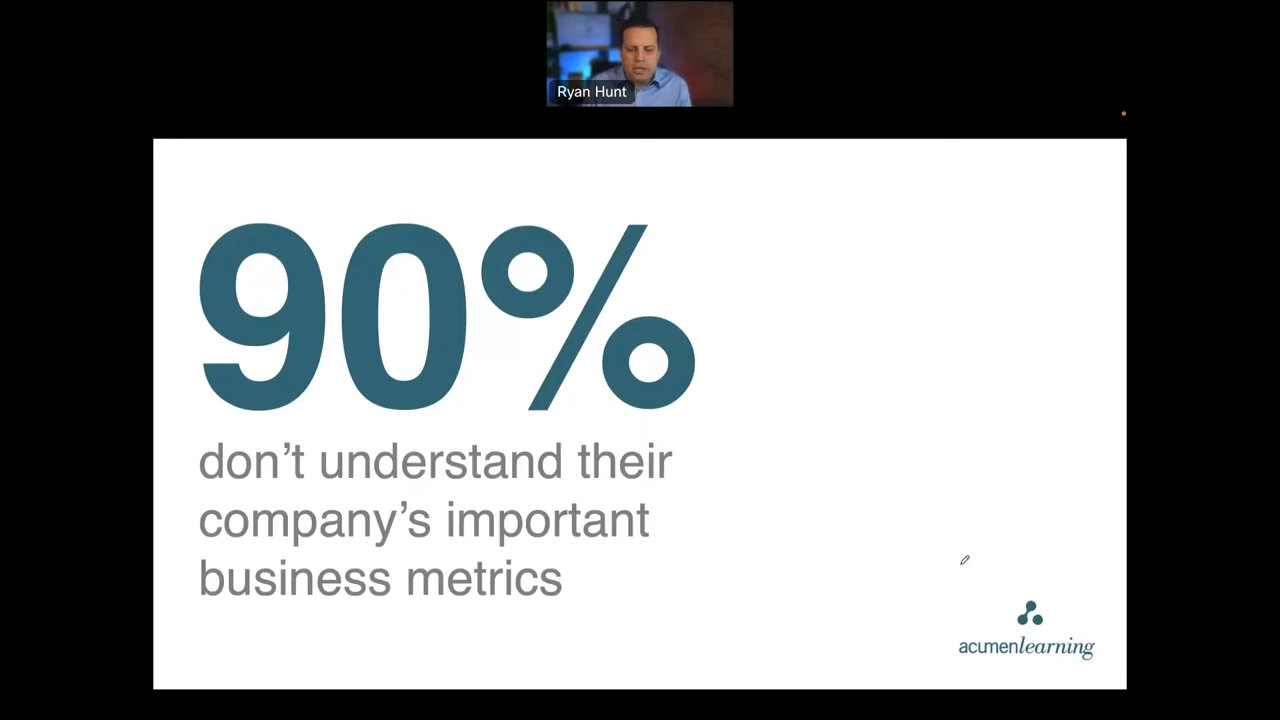 Ryan Hunt
90%
don’t understand their
company’s important
business metrics
acumenlearning